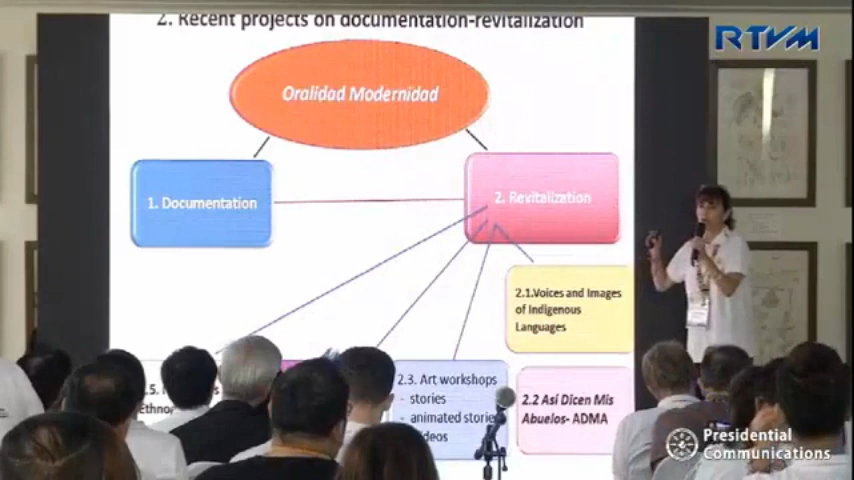 2. Recent projects on documentation-revitalization
RTVM
Oralidad Modernidad
1. Documentation
2. Revitalization
2.1.Voices and Images
of Indigenous
Languages
2.3. Art workshops
- stories
- animated stories
2.2 Así Dicen Mis
Abuelos- ADMA
Presidential
Communications